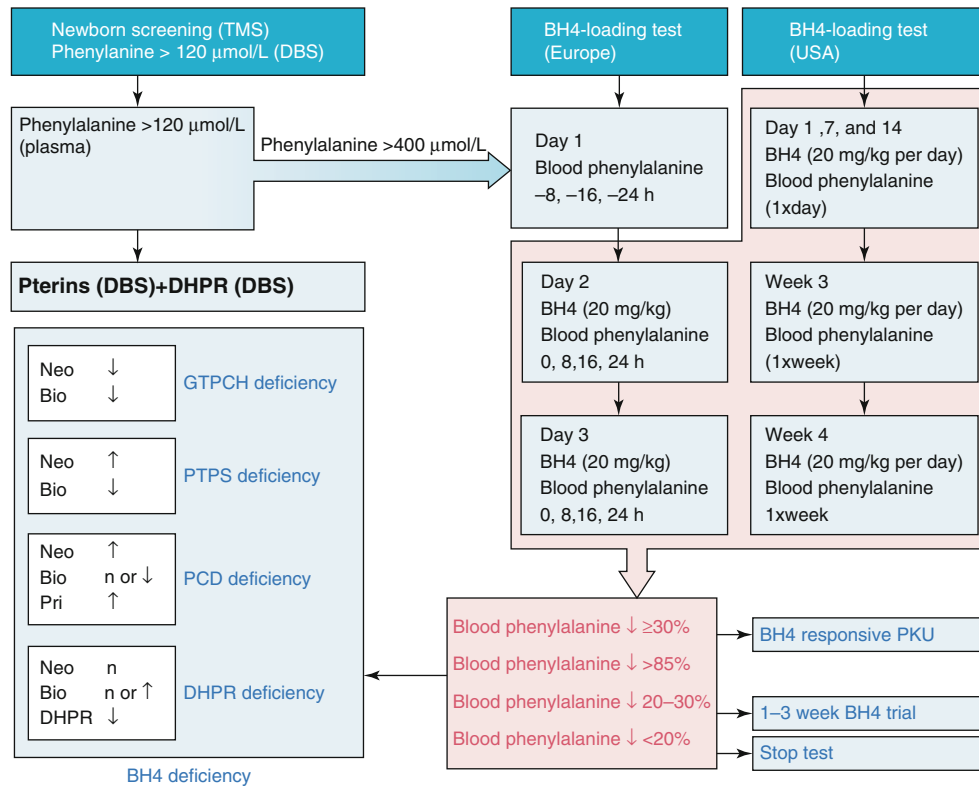 Newborn screening (TMS)
Phenylanine > 120 μmol/L (DBS)
Phenylalanine >120 μmol/L
(plasma)
Phenylalanine >400 μmol/L
Pterins (DBS)+DHPR (DBS)
Neo ↓
Bio ↓
GTPCH deficiency
Neo ↑
Bio ↓
PTPS deficiency
Neo ↑
Bio n or ↓
Pri ↑
PCD deficiency
Neo n
Bio n or ↑
DHPR ↓
DHPR deficiency
BH4 deficiency
BH4-loading test
(Europe)
Day 1
Blood phenylalanine
–8, –16, –24 h
Day 2
BH4 (20 mg/kg)
Blood phenylalanine
0, 8,16, 24 h
Day 3
BH4 (20 mg/kg)
Blood phenylalanine
0, 8,16, 24 h
BH4-loading test
(USA)
Day 1 ,7, and 14
BH4 (20 mg/kg per day)
Blood phenylalanine
(1xday)
Week 3
BH4 (20 mg/kg per day)
Blood phenylalanine
(1xweek)
Week 4
BH4 (20 mg/kg per day)
Blood phenylalanine
1xweek
Blood phenylalanine ↓ ≥30%
Blood phenylalanine ↓ >85%
Blood phenylalanine ↓ 20–30%
Blood phenylalanine ↓ <20%
BH4 responsive PKU
1–3 week BH4 trial
Stop test